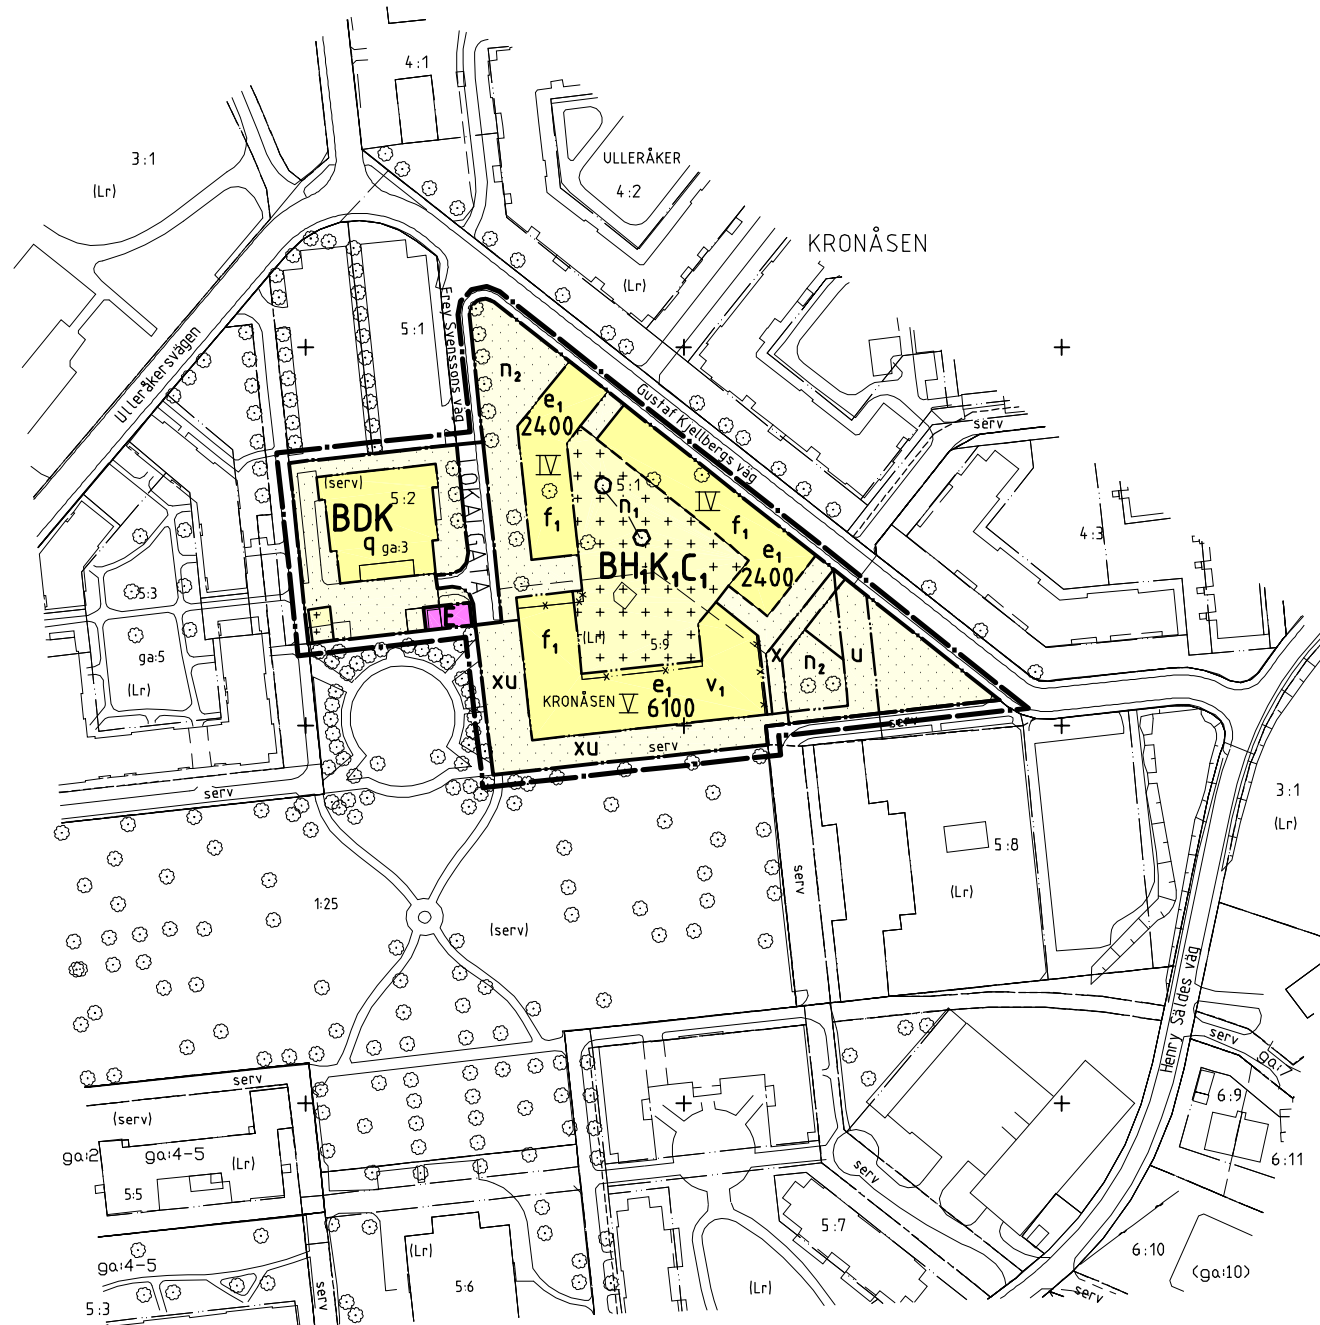 4:1
3:1
(Lr)
ULLERÅKER
4:2
KRONÅSEN
(Lr)
Ulleråkersvägen
5:1
Frey Svenssons väg
n2
Gustaf Kjellbergs väg
e1
2400
IV
serv
(serv)
5:2
BDK
q ga:3
LOKALGATA
5:1
n1
IV
f1
f1
e1
2400
4:3
BH1K1C1
5:3
E
ga:5
(Lr)
f1
(Lr)
5:9
x
n2
u
xu
KRONÅSEN
V
e1
6100
v1
serv
xu
serv
serv
3:1
(Lr)
5:8
(Lr)
serv
1:25
(serv)
Henry Säldes väg
serv
ga:
serv
(serv)
ga:2
ga:4-5
(Lr)
5:5
6:9
6:11
serv
5:7
6:10
(ga:10)
(Lr)
ga:4-5
5:3
serv
5:6
(Lr)
serv